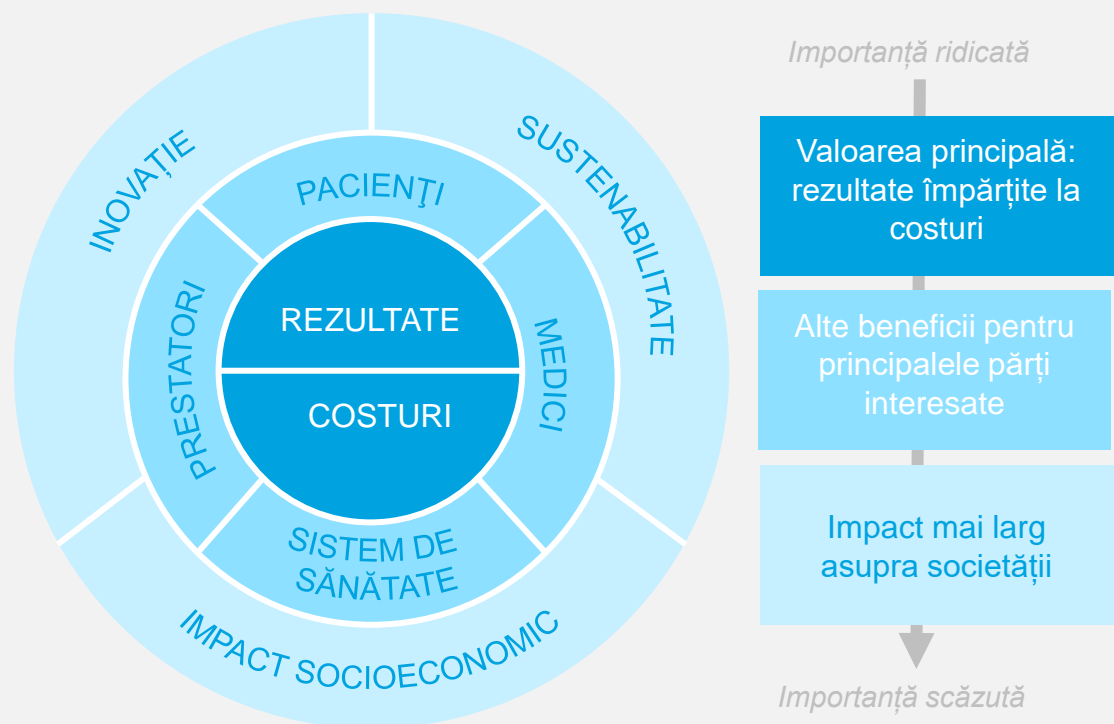 INOVAȚIE
SUSTENABILITATE
PACIENŢI
PRESTATORI
MEDICI
REZULTATE
COSTURI
SISTEM DE
SĂNĂTATE
IMPACT SOCIOECONOMIC
Importanță ridicată
Valoarea principală:
rezultate împărțite la
costuri
Alte beneficii pentru
principalele părți
interesate
Impact mai larg
asupra societății
Importanță scăzută